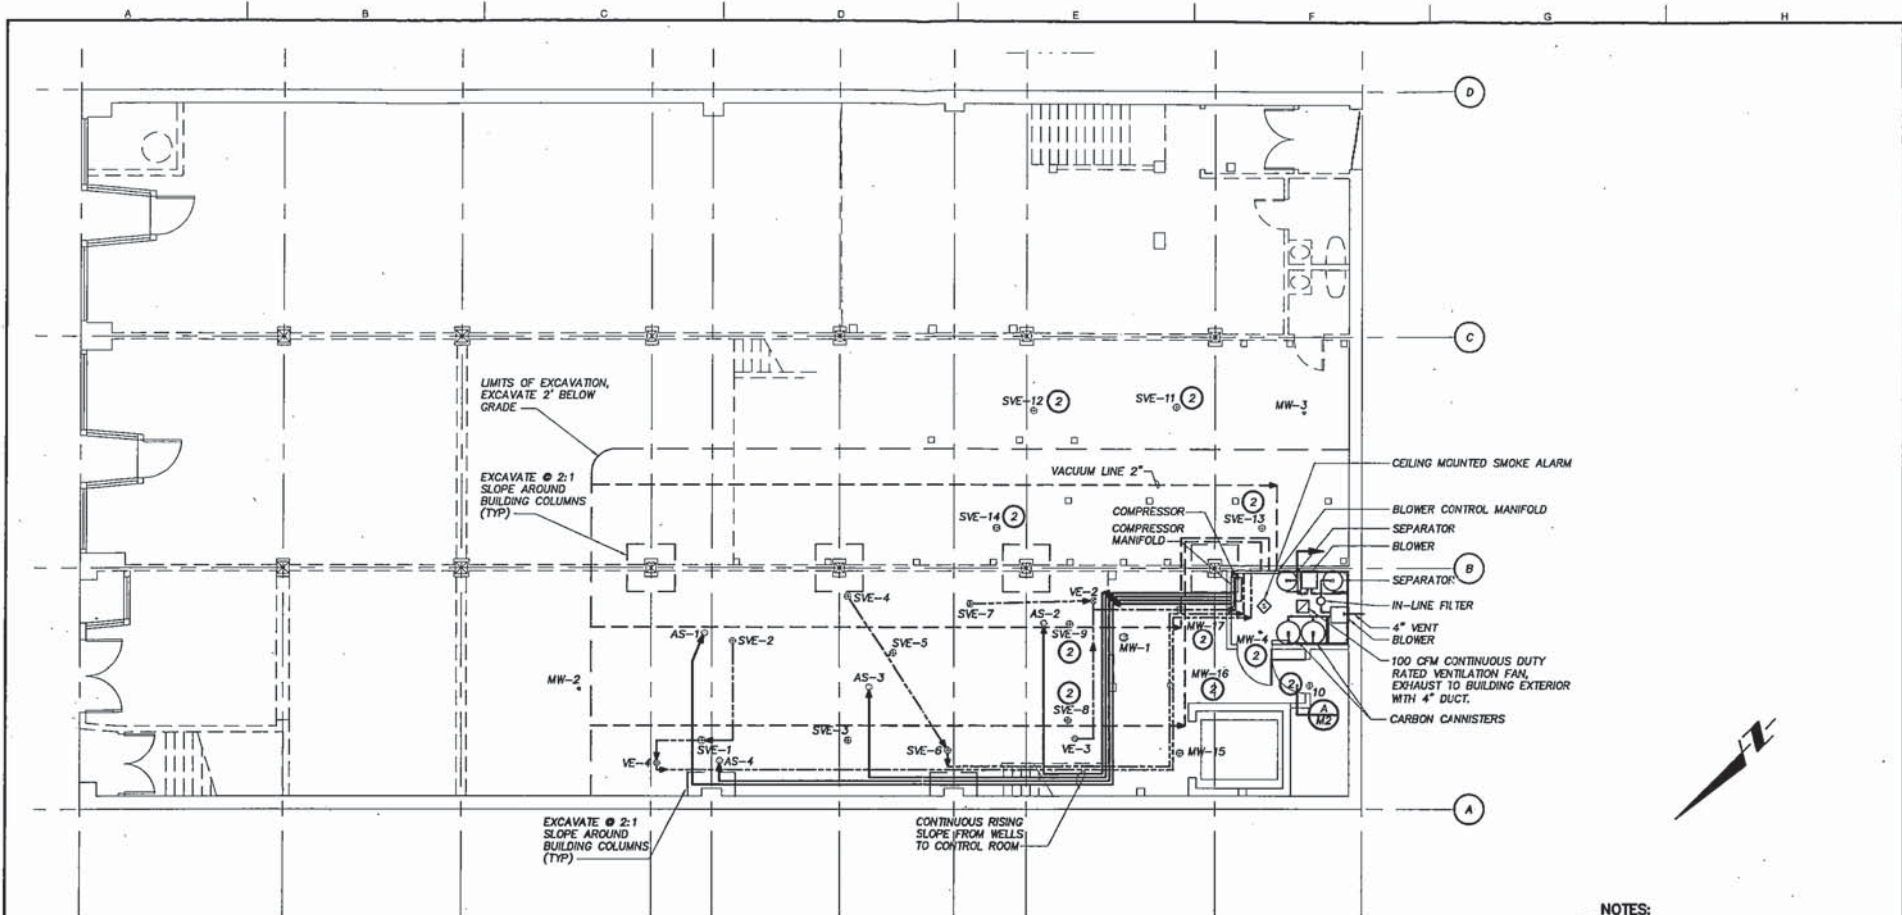 A B C D E F G H
D
C
LIMITS OF EXCAVATION,
EXCAVATE 2' BELOW
GRADE
SVE-12 2
SVE-11 2
MW-3
EXCAVATE @ 2:1
SLOPE AROUND
BUILDING COLUMNS
(TYP)
VACUUM LINE 2"
CEILING MOUNTED SMOKE ALARM
SVE-14 2
COMPRESSOR
COMPRESSOR
MANIFOLD
2
SVE-13
BLOWER CONTROL MANIFOLD
SEPARATOR
BLOWER
B
SEPARATOR
IN-LINE FILTER
4" VENT
BLOWER
100 CFM CONTINUOUS DUTY
RATED VENTILATION FAN,
EXHAUST TO BUILDING EXTERIOR
WITH 4" DUCT.
CARBON CANNISTERS
SVE-4
SVE-7
VE-2
AS-1
SVE-2
AS-2
SVE-9
2
MW-1
MW-17
2
MW-4
2
SVE-5
MW-2
AS-3
MW-16
2
2
10
A
M2
2
SVE-8
SVE-3
SVE-1
VE-4
AS-4
SVE-6
VE-3
MW-15
A
EXCAVATE @ 2:1
SLOPE AROUND
BUILDING COLUMNS
(TYP)
CONTINUOUS RISING
SLOPE FROM WELLS
TO CONTROL ROOM
N
NOTES: